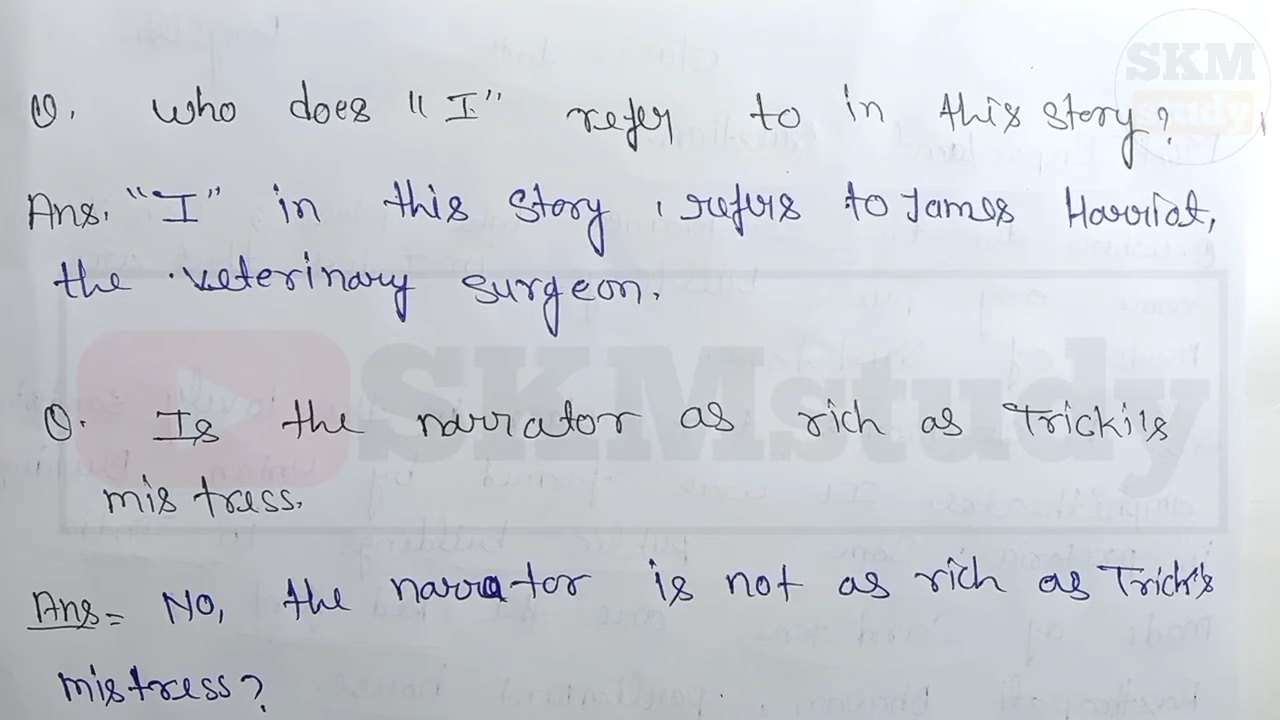 SKM
study
Q. Who does "I" refer to in this story?
Ans. "I" in this story, refers to James Harriot,
the veterinary surgeon.
SKMstudy
Q. Is the narrator as rich as Tricki's
mistress.
Ans = No, the narrator is not as rich as Trick's
mistress?